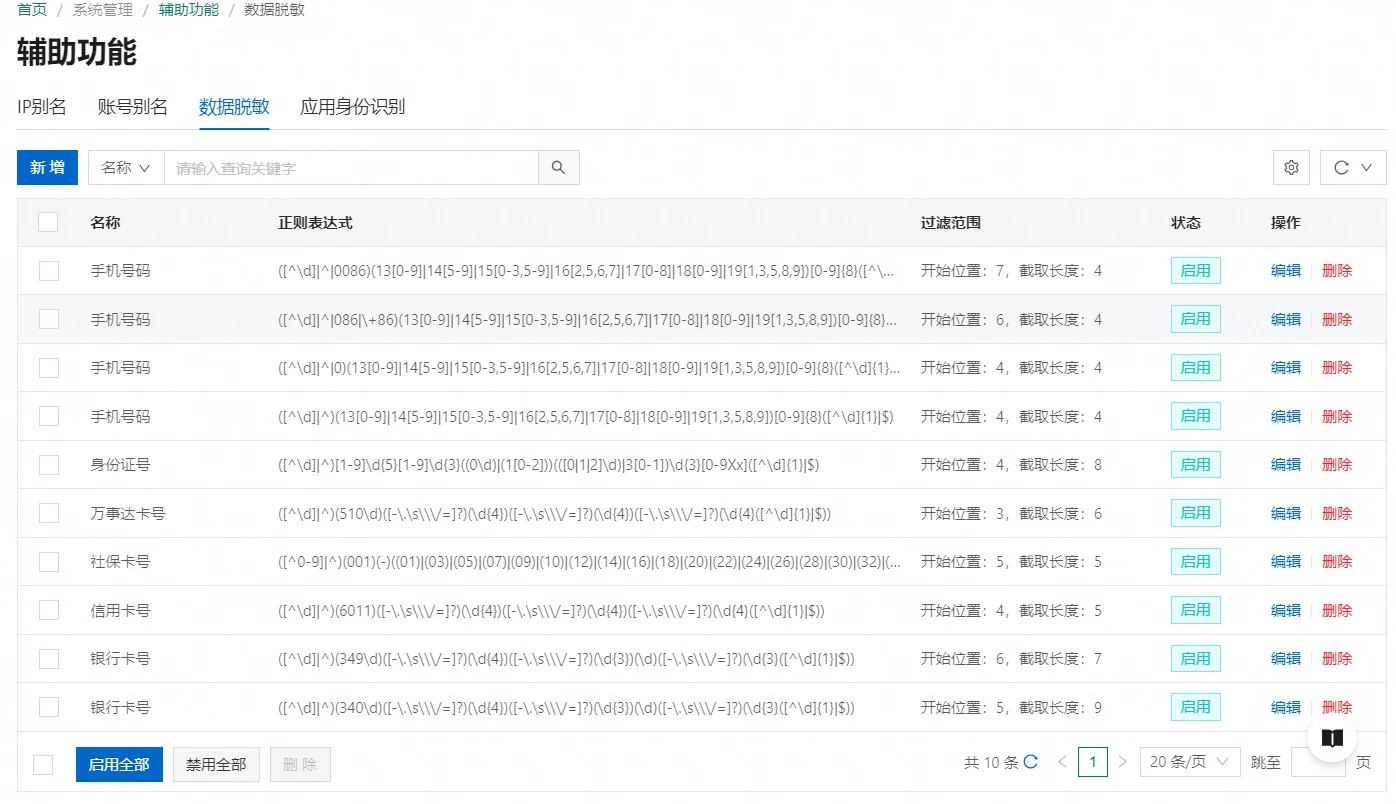 首页 / 系统管理 / 辅助功能 / 数据脱敏
辅助功能
IP别名 账号别名 数据脱敏 应用身份识别
新 增 名称 请输入查询关键字
名称 正则表达式 过滤范围 状态 操作
手机号码 ([^\d]|^|0086)(13[0-9]|14[5-9]|15[0-3,5-9]|16[2,5,6,7]|17[0-8]|18[0-9]|19[1,3,5,8,9])[0-9]{8}([^\... 开始位置：7，截取长度：4 启用 编辑 删除
手机号码 ([^\d]|^|086|\+86)(13[0-9]|14[5-9]|15[0-3,5-9]|16[2,5,6,7]|17[0-8]|18[0-9]|19[1,3,5,8,9])[0-9]{8}... 开始位置：6，截取长度：4 启用 编辑 删除
手机号码 ([^\d]|^|0)(13[0-9]|14[5-9]|15[0-3,5-9]|16[2,5,6,7]|17[0-8]|18[0-9]|19[1,3,5,8,9])[0-9]{8}([^\d]{1}... 开始位置：4，截取长度：4 启用 编辑 删除
手机号码 ([^\d]|^)(13[0-9]|14[5-9]|15[0-3,5-9]|16[2,5,6,7]|17[0-8]|18[0-9]|19[1,3,5,8,9])[0-9]{8}([^\d]{1}|$) 开始位置：4，截取长度：4 启用 编辑 删除
身份证号 ([^\d]|^)[1-9]\d{5}[1-9]\d{3}((0\d)|(1[0-2]))(([0|1|2]\d)|3[0-1])\d{3}[0-9Xx]([^\d]{1}|$) 开始位置：4，截取长度：8 启用 编辑 删除
万事达卡号 ([^\d]|^)(510\d)([-\.\s\\\/=]?)(\d{4})([-\.\s\\\/=]?)(\d{4})([-\.\s\\\/=]?)(\d{4}([^\d]{1}|$)) 开始位置：3，截取长度：6 启用 编辑 删除
社保卡号 ([^0-9]|^)(001)(-)((01)|(03)|(05)|(07)|(09)|(10)|(12)|(14)|(16)|(18)|(20)|(22)|(24)|(26)|(28)|(30)|(32)|(... 开始位置：5，截取长度：5 启用 编辑 删除
信用卡号 ([^\d]|^)(6011)([-\.\s\\\/=]?)(\d{4})([-\.\s\\\/=]?)(\d{4})([-\.\s\\\/=]?)(\d{4}([^\d]{1}|$)) 开始位置：4，截取长度：5 启用 编辑 删除
银行卡号 ([^\d]|^)(349\d)([-\.\s\\\/=]?)(\d{4})([-\.\s\\\/=]?)(\d{3})(\d)([-\.\s\\\/=]?)(\d{3}([^\d]{1}|$)) 开始位置：6，截取长度：7 启用 编辑 删除
银行卡号 ([^\d]|^)(340\d)([-\.\s\\\/=]?)(\d{4})([-\.\s\\\/=]?)(\d{3})(\d)([-\.\s\\\/=]?)(\d{3}([^\d]{1}|$)) 开始位置：5，截取长度：9 启用 编辑 删除
启用全部 禁用全部 删 除 共 10 条 1 20 条/页 跳至 页